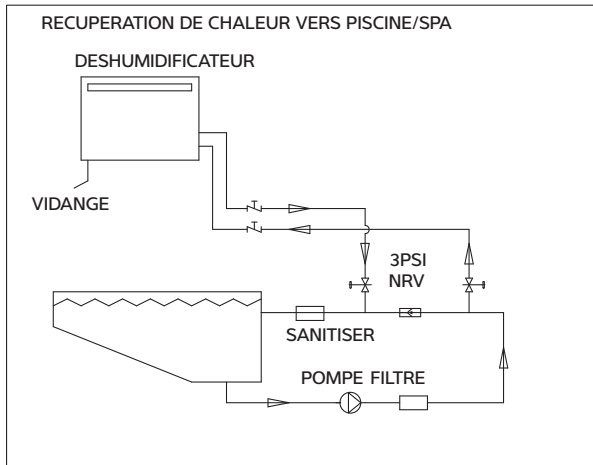 RECUPERATION DE CHALEUR VERS PISCINE/SPA
DESHUMIDIFICATEUR
VIDANGE
3PSI
NRV
SANITISER
POMPE FILTRE